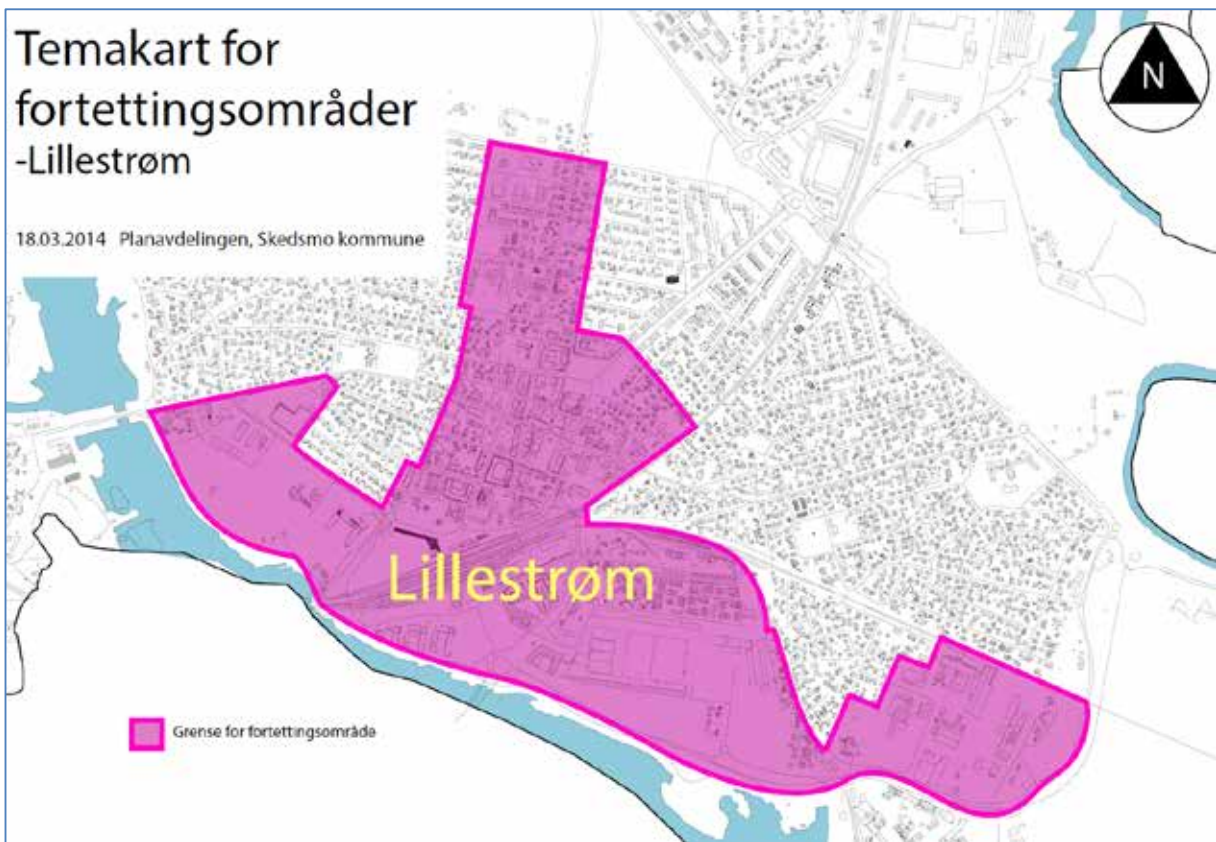 Temakart for
fortettingsområder
-Lillestrøm
18.03.2014 Planavdelingen, Skedsmo kommune
N
Lillestrøm
Grense for fortettingsområde